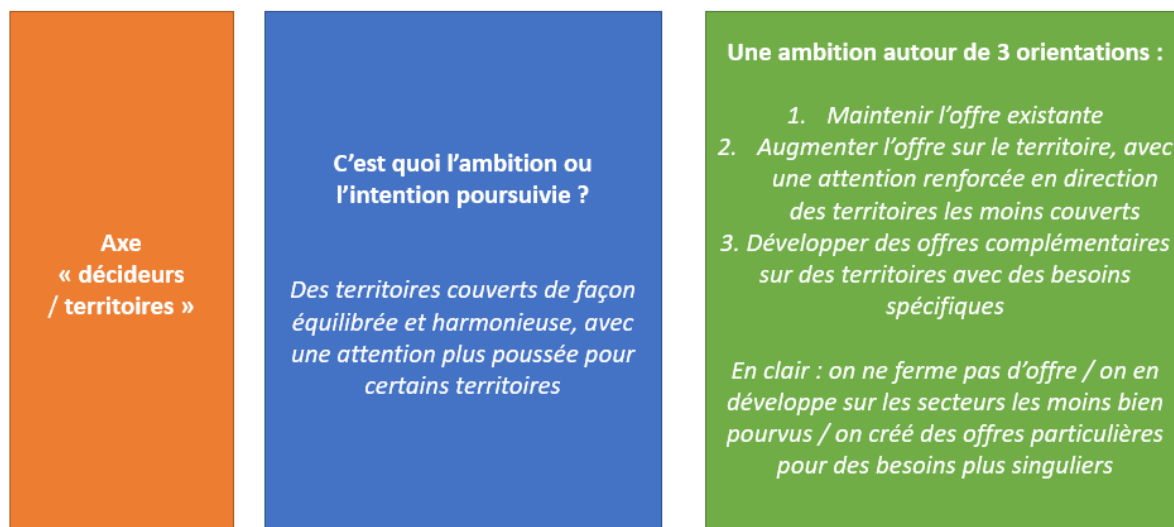 Axe
« décideurs
/ territoires »
C’est quoi l’ambition ou
l’intention poursuivie ?
Des territoires couverts de façon
équilibrée et harmonieuse, avec
une attention plus poussée pour
certains territoires
Une ambition autour de 3 orientations :
1. Maintenir l’offre existante
2. Augmenter l’offre sur le territoire, avec
une attention renforcée en direction
des territoires les moins couverts
3. Développer des offres complémentaires
sur des territoires avec des besoins
spécifiques
En clair : on ne ferme pas d’offre / on en
développe sur les secteurs les moins bien
pourvus / on créé des offres particulières
pour des besoins plus singuliers